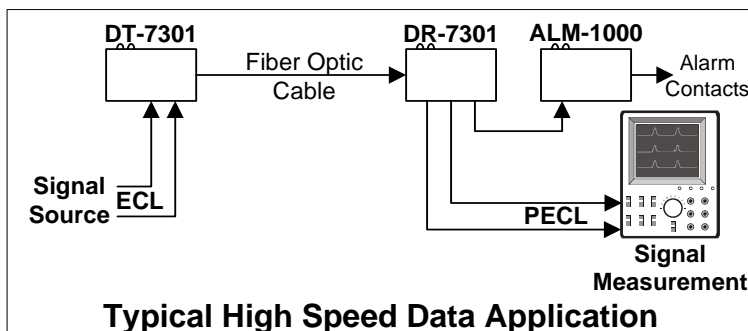 DT-7301
DR-7301
ALM-1000
Fiber Optic
Cable
Alarm
Contacts
Signal
Source
ECL
PECL
Signal
Measurement
Typical High Speed Data Application